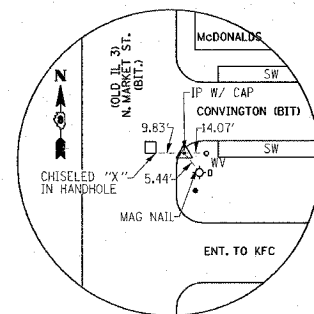 McDONALDS
(OLD IL 3)
N. MARKET ST.
(BIT.)
N
SW
IP W/ CAP
CONVINGTON (BIT)
9.83'
14.07'
SW
CHISELED "X"
IN HANDHOLE
5.44'
WV
MAG NAIL
ENT. TO KFC